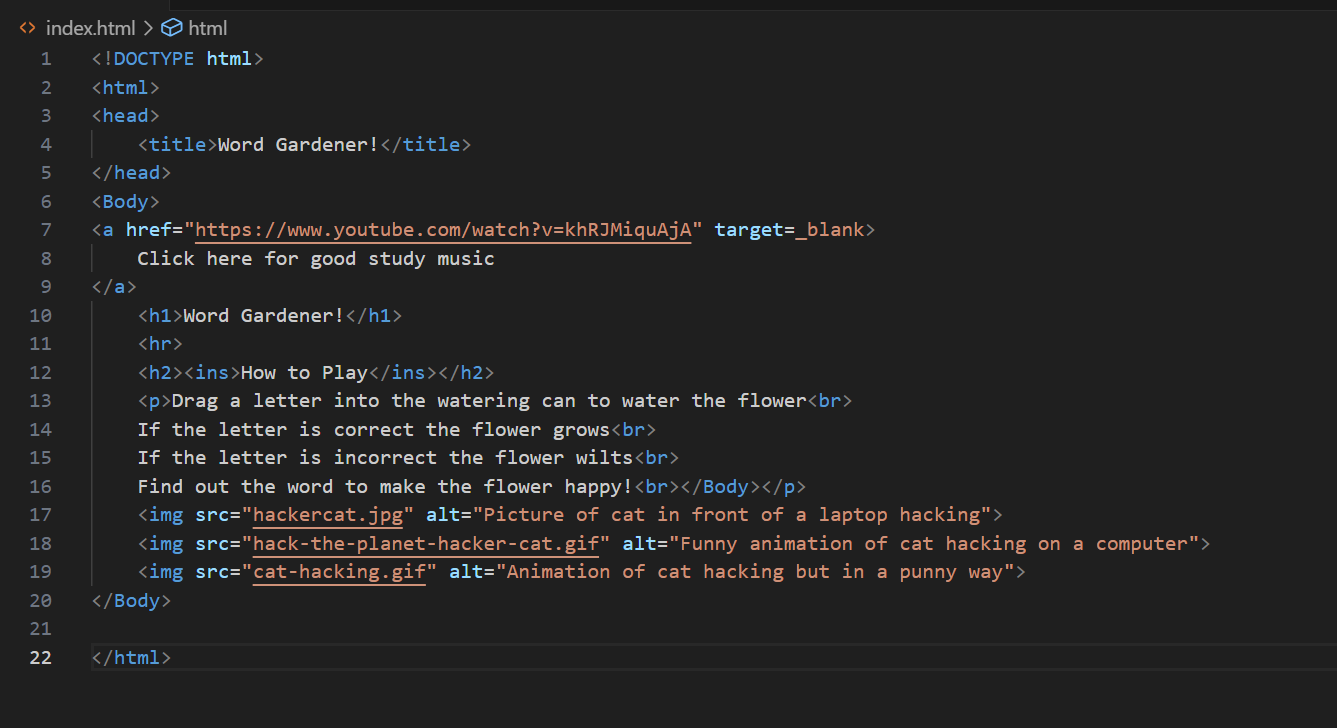 index.html > html
1 <!DOCTYPE html>
2 <html>
3 <head>
4     <title>Word Gardener!</title>
5 </head>
6 <Body>
7 <a href="https://www.youtube.com/watch?v=khRJMiquAjA" target=_blank>
8     Click here for good study music
9 </a>
10     <h1>Word Gardener!</h1>
11     <hr>
12     <h2><ins>How to Play</ins></h2>
13     <p>Drag a letter into the watering can to water the flower<br>
14     If the letter is correct the flower grows<br>
15     If the letter is incorrect the flower wilts<br>
16     Find out the word to make the flower happy!<br></Body></p>
17     <img src="hackercat.jpg" alt="Picture of cat in front of a laptop hacking">
18     <img src="hack-the-planet-hacker-cat.gif" alt="Funny animation of cat hacking on a computer">
19     <img src="cat-hacking.gif" alt="Animation of cat hacking but in a punny way">
20 </Body>
21
22 </html>